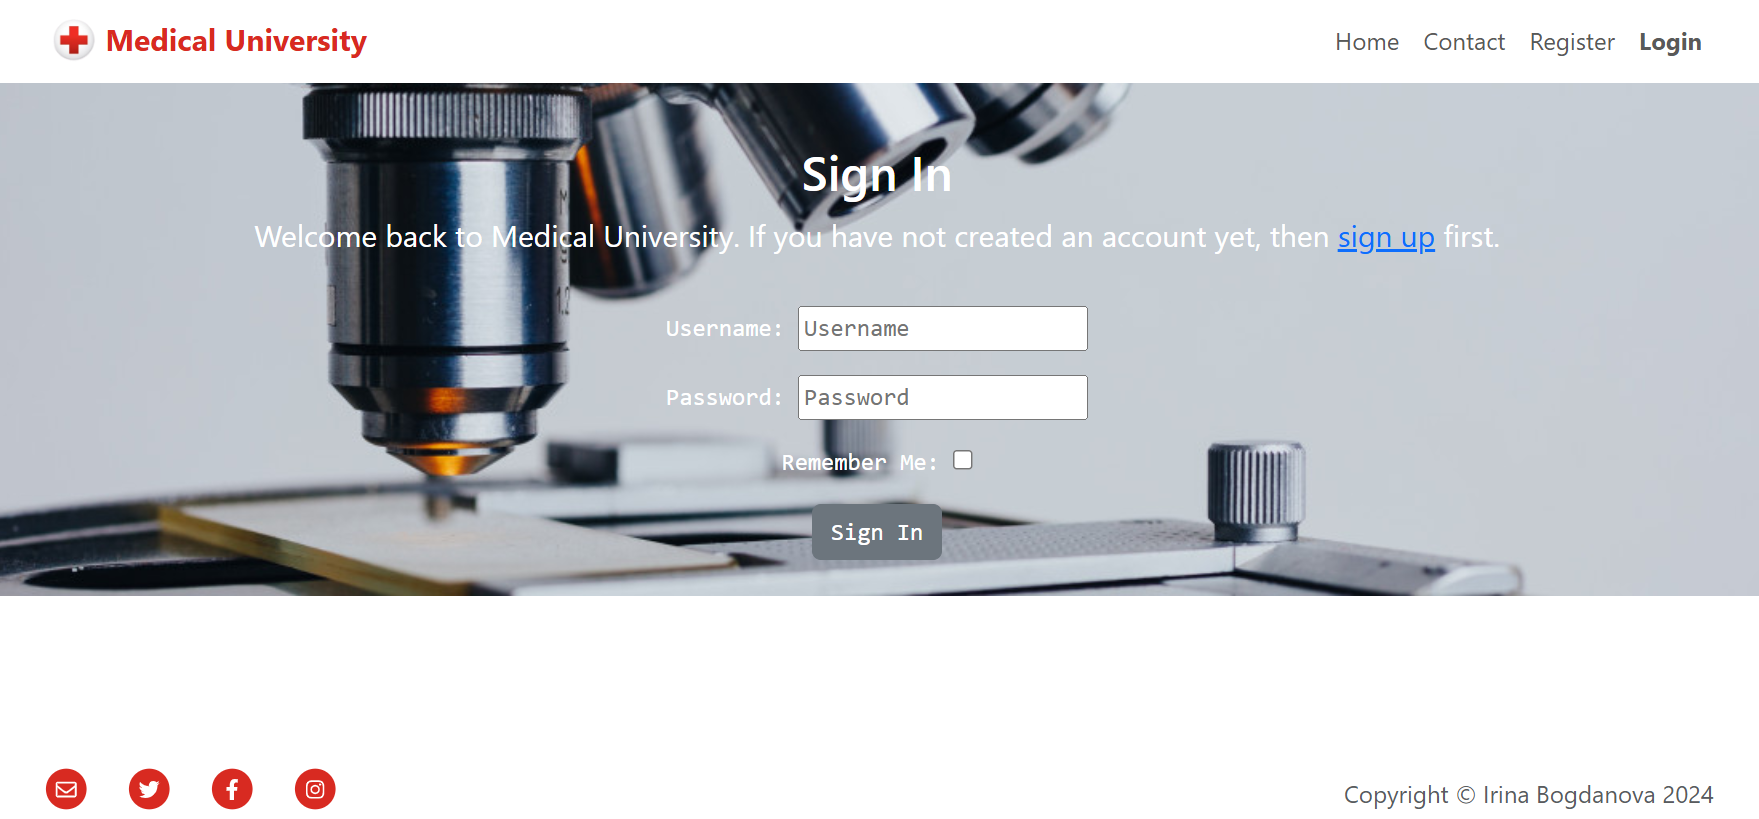 Medical University
Home Contact Register Login
Sign In
Welcome back to Medical University. If you have not created an account yet, then sign up first.
Username: Username
Password: Password
Remember Me:
Sign In
Copyright © Irina Bogdanova 2024